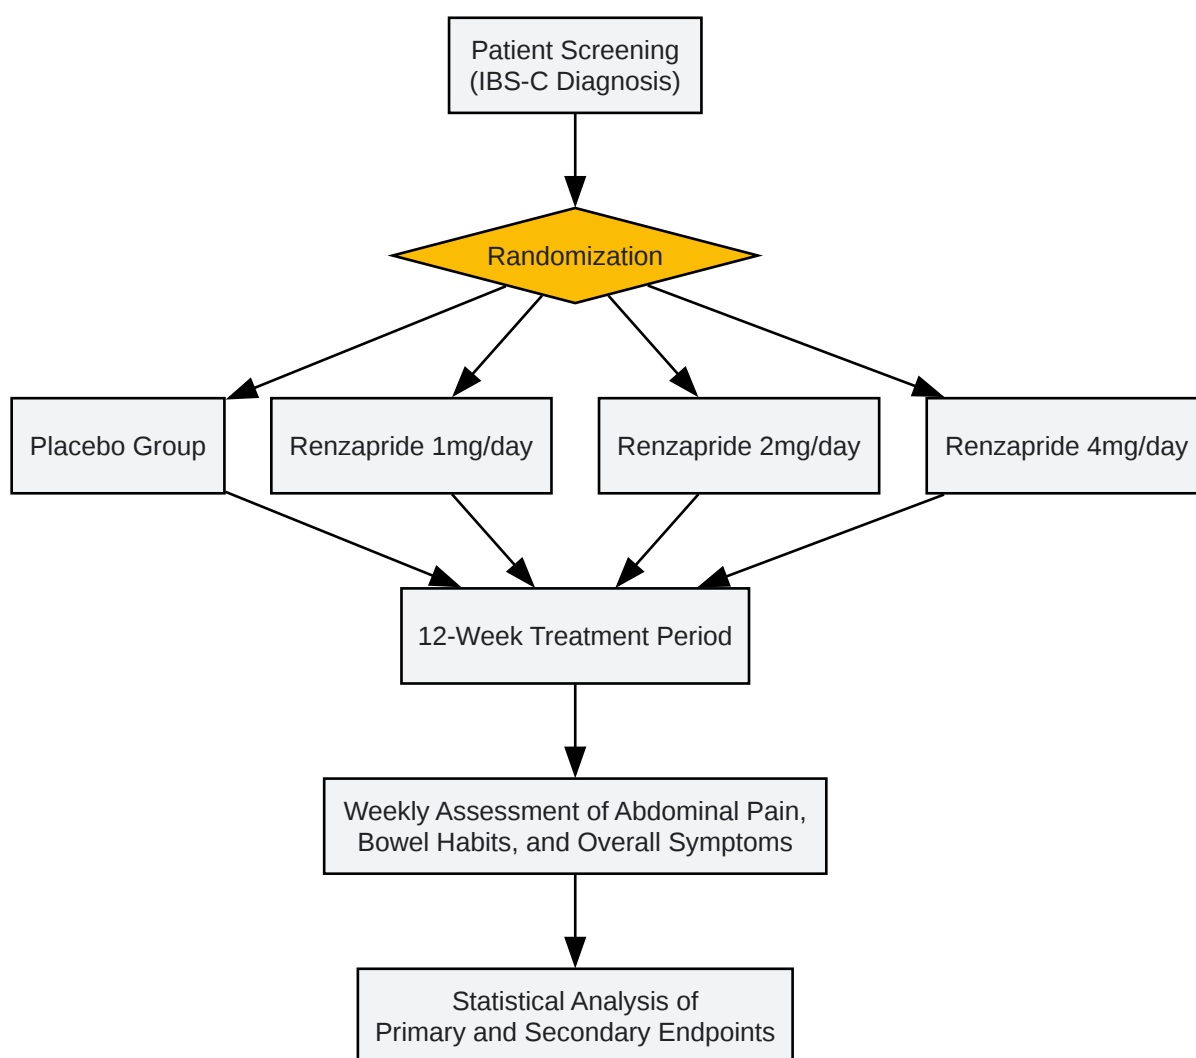 Patient Screening
(IBS-C Diagnosis)
Randomization
Placebo Group
Renzapride 1mg/day
Renzapride 2mg/day
Renzapride 4mg/day
12-Week Treatment Period
Weekly Assessment of Abdominal Pain,
Bowel Habits, and Overall Symptoms
Statistical Analysis of
Primary and Secondary Endpoints